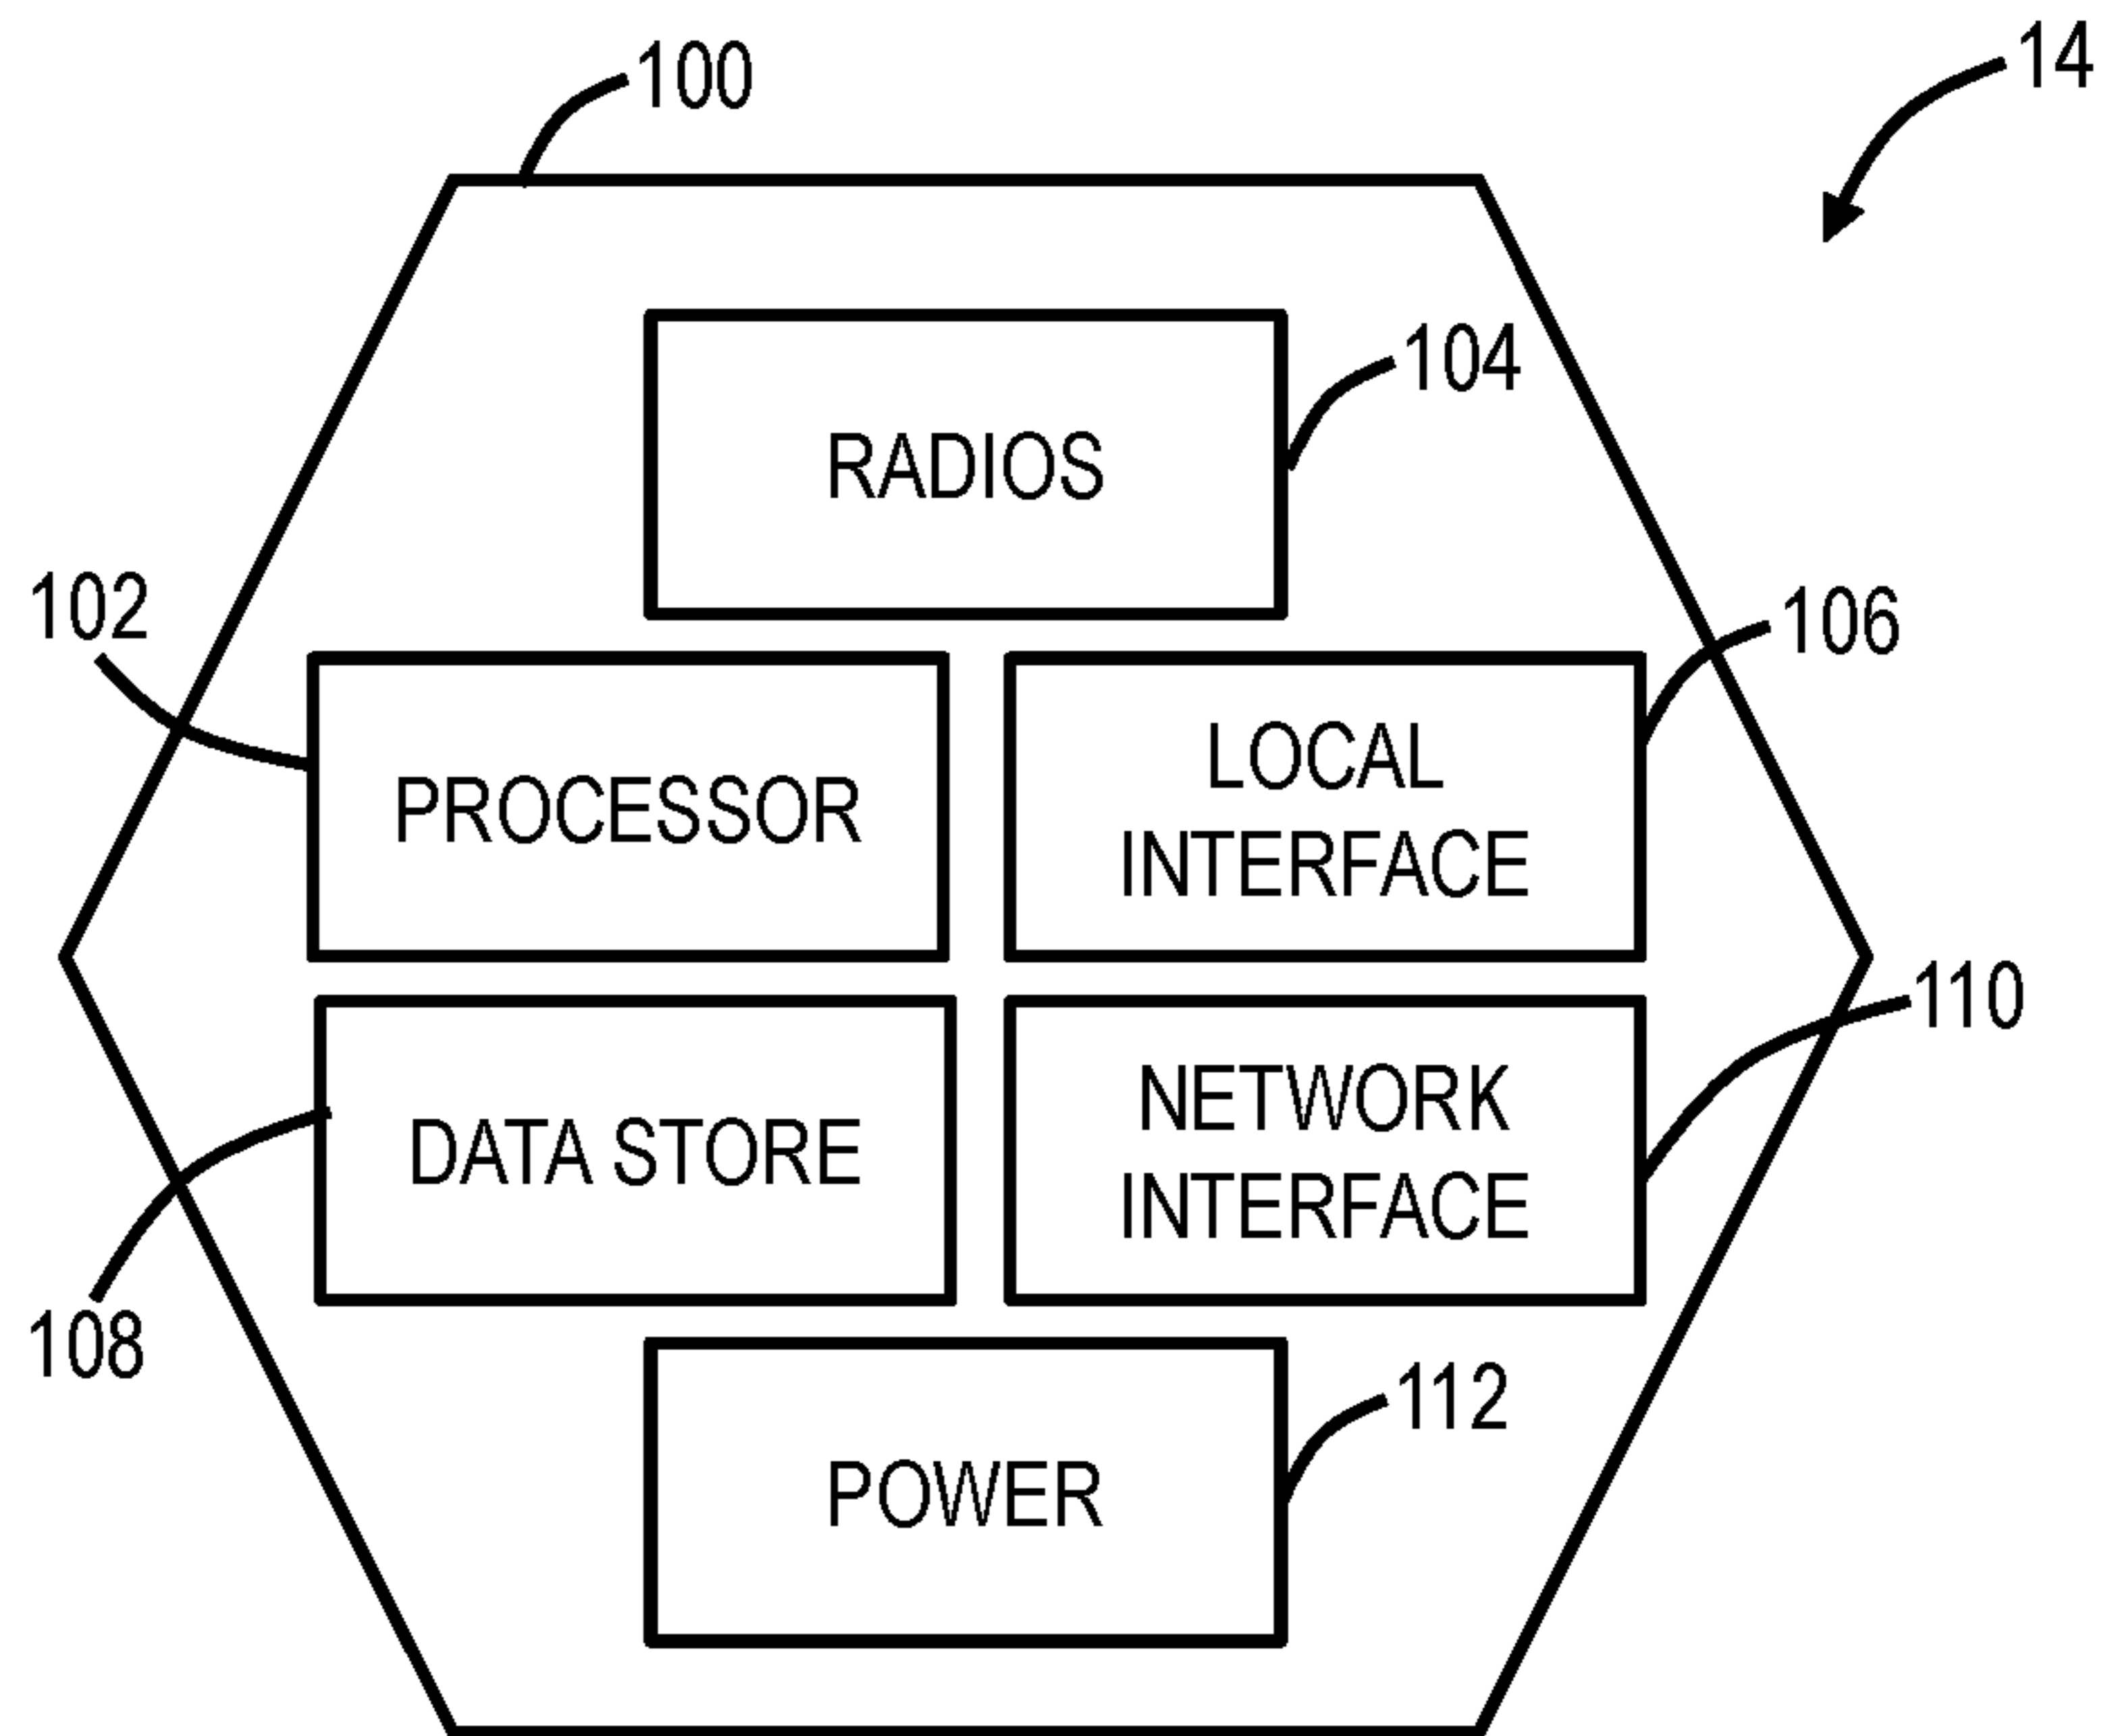 100
14
RADIOS
104
102
106
PROCESSOR
LOCAL
INTERFACE
110
DATA STORE
NETWORK
INTERFACE
108
POWER
112